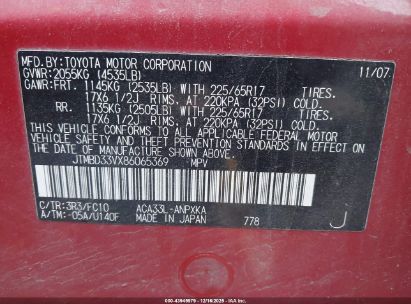 MFD.BY:TOYOTA MOTOR CORPORATION 11/07
GVWR:2055KG (4535LB)
GAWR:FRT. 1145KG (2535LB) WITH 225/65R17 TIRES,
17X6 1/2J RIMS, AT 220KPA (32PSI) COLD.
RR. 1135KG (2505LB) WITH 225/65R17 TIRES,
17X6 1/2J RIMS, AT 220KPA (32PSI) COLD.
THIS VEHICLE CONFORMS TO ALL APPLICABLE FEDERAL MOTOR
VEHICLE SAFETY, BUMPER, AND THEFT PREVENTION STANDARDS IN
EFFECT ON THE DATE OF MANUFACTURE SHOWN ABOVE.
JTMBD33VX86065369 MPV
C/TR:3R3/FC10 ACA33L-ANPXKA
A/TM:-05A/U140F MADE IN JAPAN 778 J